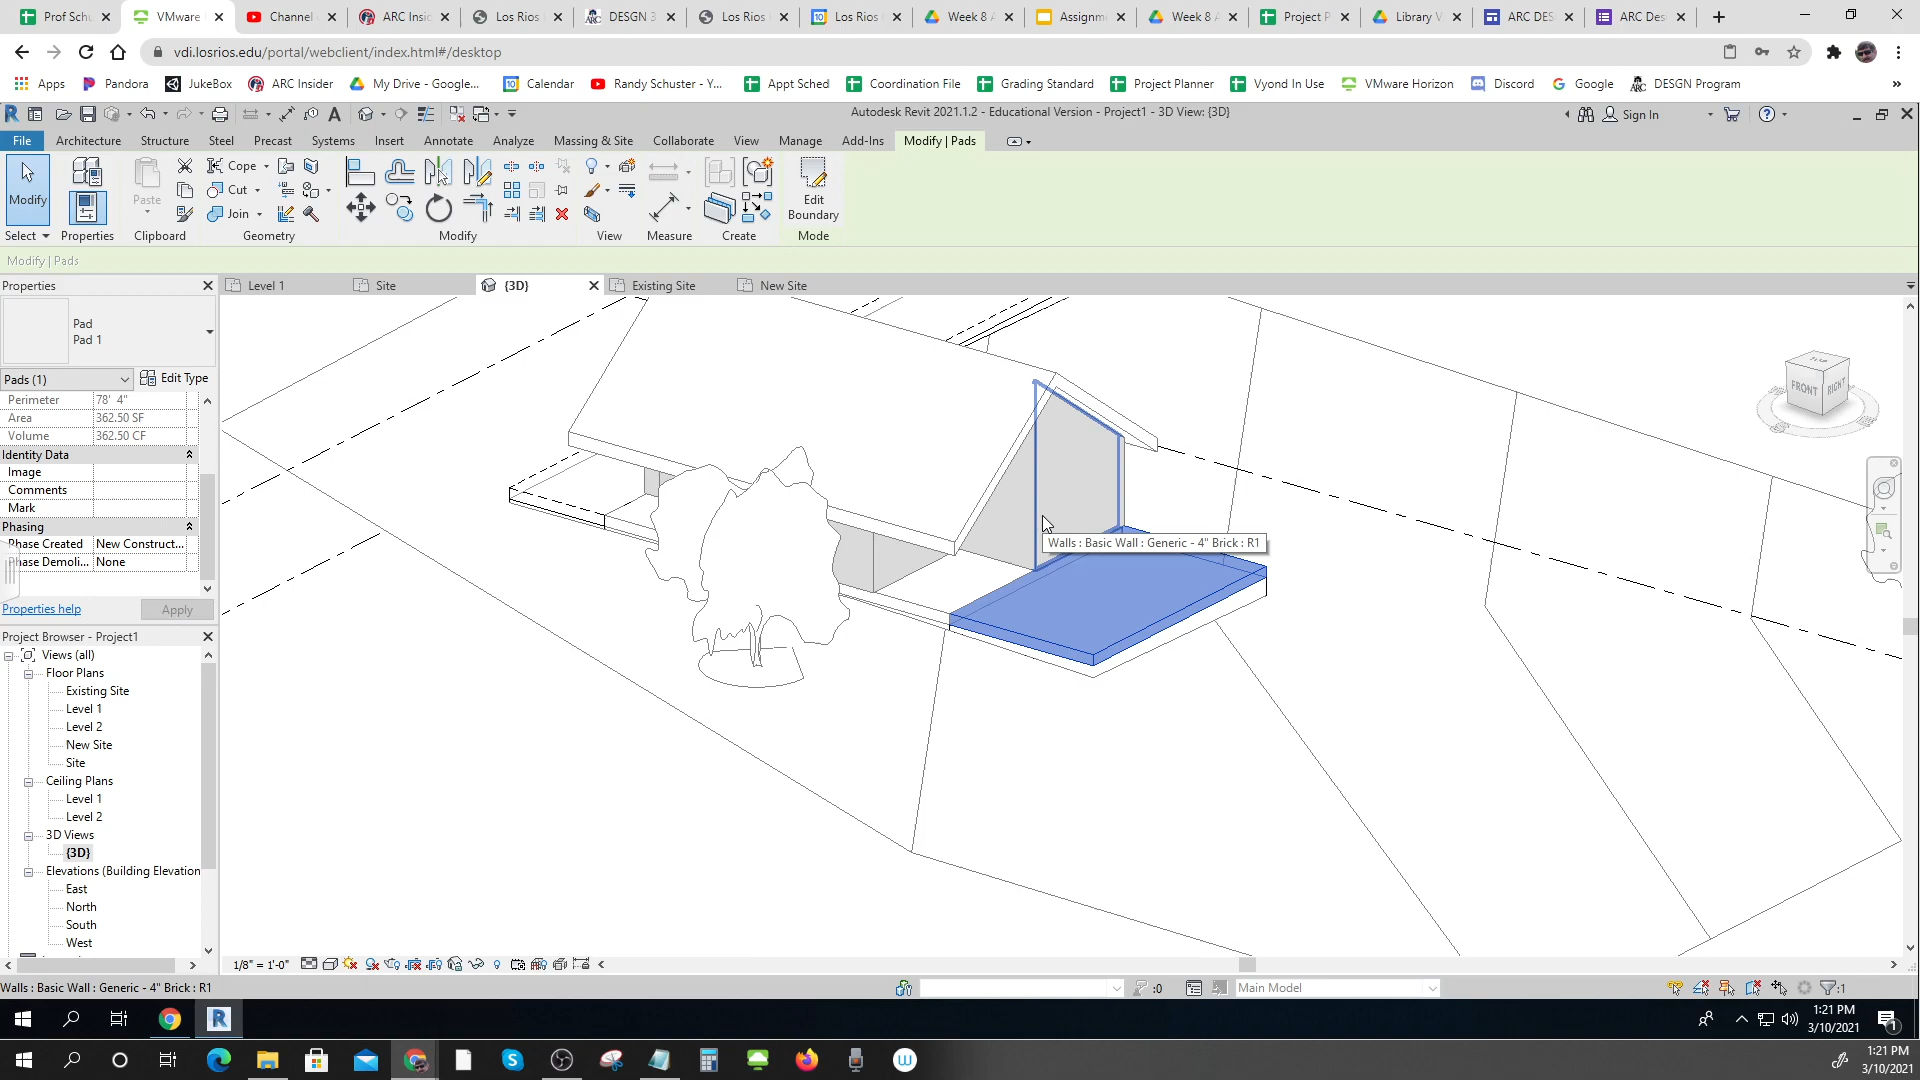 Prof Schu
VMware
Channel
ARC Insid
Los Rios
DESGN 3
Los Rios
Los Rios
Week 8 A
Assignm
Week 8 A
Project P
Library V
ARC DES
ARC Des
vdi.losrios.edu/portal/webclient/index.html#/desktop
Apps
Pandora
JukeBox
ARC Insider
My Drive - Google...
Calendar
Randy Schuster - Y...
Appt Sched
Coordination File
Grading Standard
Project Planner
Vyond In Use
VMware Horizon
Discord
Google
DESGN Program
»
Autodesk Revit 2021.1.2 - Educational Version - Project1 - 3D View: {3D}
Sign In
File
Architecture
Structure
Steel
Precast
Systems
Insert
Annotate
Analyze
Massing & Site
Collaborate
View
Manage
Add-Ins
Modify | Pads
Modify
Paste
Cope
Cut
Join
Edit
Boundary
Select
Properties
Clipboard
Geometry
Modify
View
Measure
Create
Mode
Modify | Pads
Properties
Level 1
Site
{3D}
Existing Site
New Site
Pad
Pad 1
Pads (1)
Edit Type
Perimeter
78' 4"
Area
362.50 SF
Volume
362.50 CF
Identity Data
Image
Comments
Mark
Phasing
Phase Created
New Construct...
Phase Demoli...
None
Properties help
Apply
Project Browser - Project1
Views (all)
Floor Plans
Existing Site
Level 1
Level 2
New Site
Site
Ceiling Plans
Level 1
Level 2
3D Views
{3D}
Elevations (Building Elevation
East
North
South
West
TOP
FRONT
RIGHT
Walls : Basic Wall : Generic - 4" Brick : R1
1/8" = 1'-0"
Walls : Basic Wall : Generic - 4" Brick : R1
:0
Main Model
:1
1:21 PM
3/10/2021
1
1:21 PM
3/10/2021